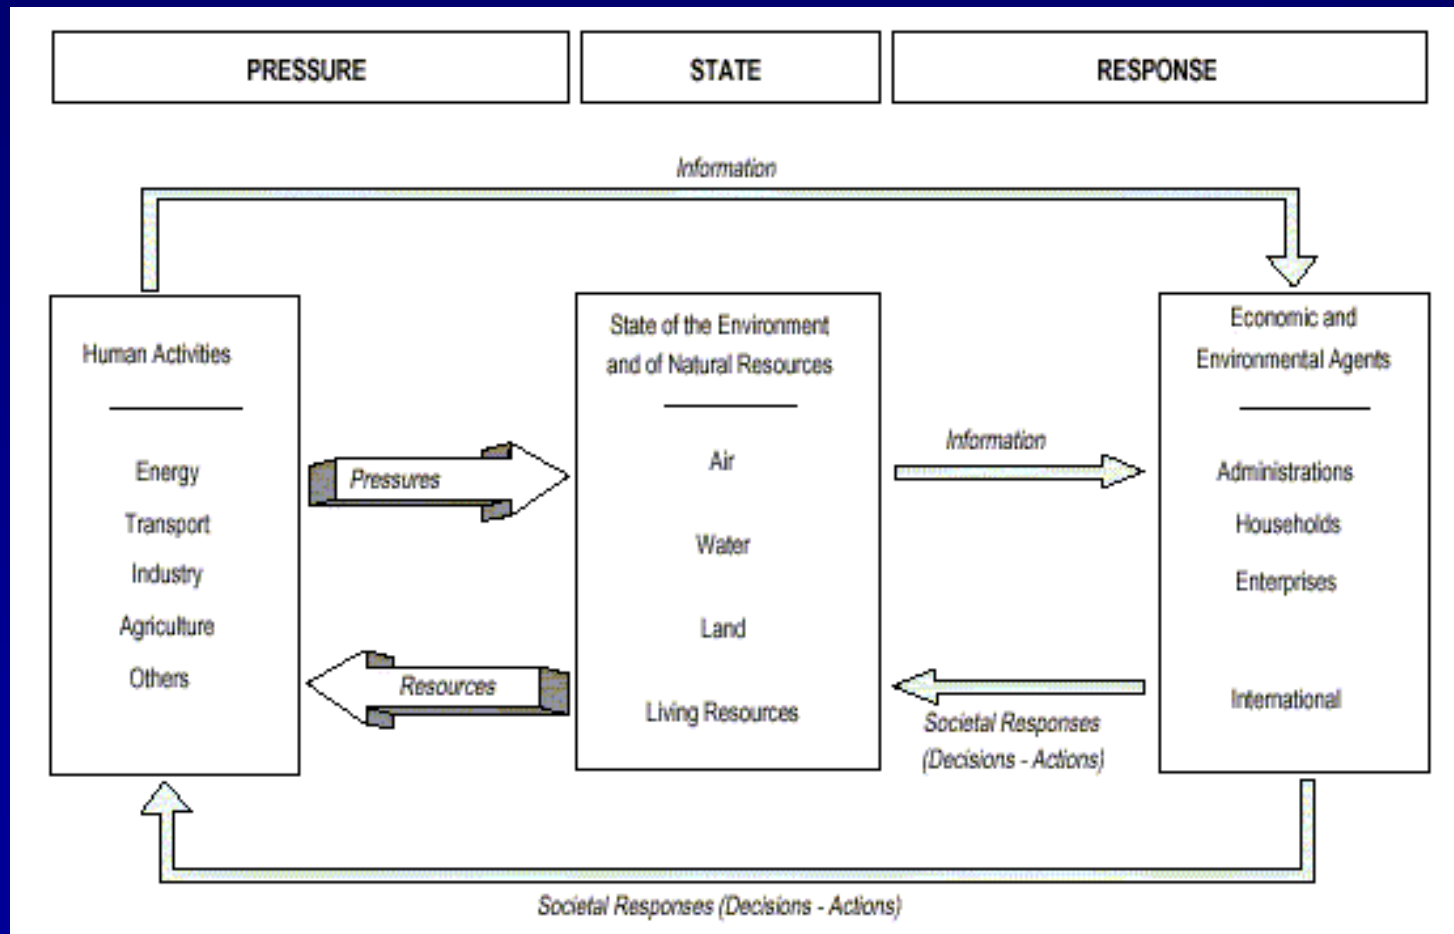 PRESSURE
STATE
RESPONSE
Information
Human Activities
Energy
Transport
Industry
Agriculture
Others
Pressures
Resources
State of the Environment
and of Natural Resources
Air
Water
Land
Living Resources
Information
Societal Responses
(Decisions - Actions)
Economic and
Environmental Agents
Administrations
Households
Enterprises
International
Societal Responses (Decisions - Actions)